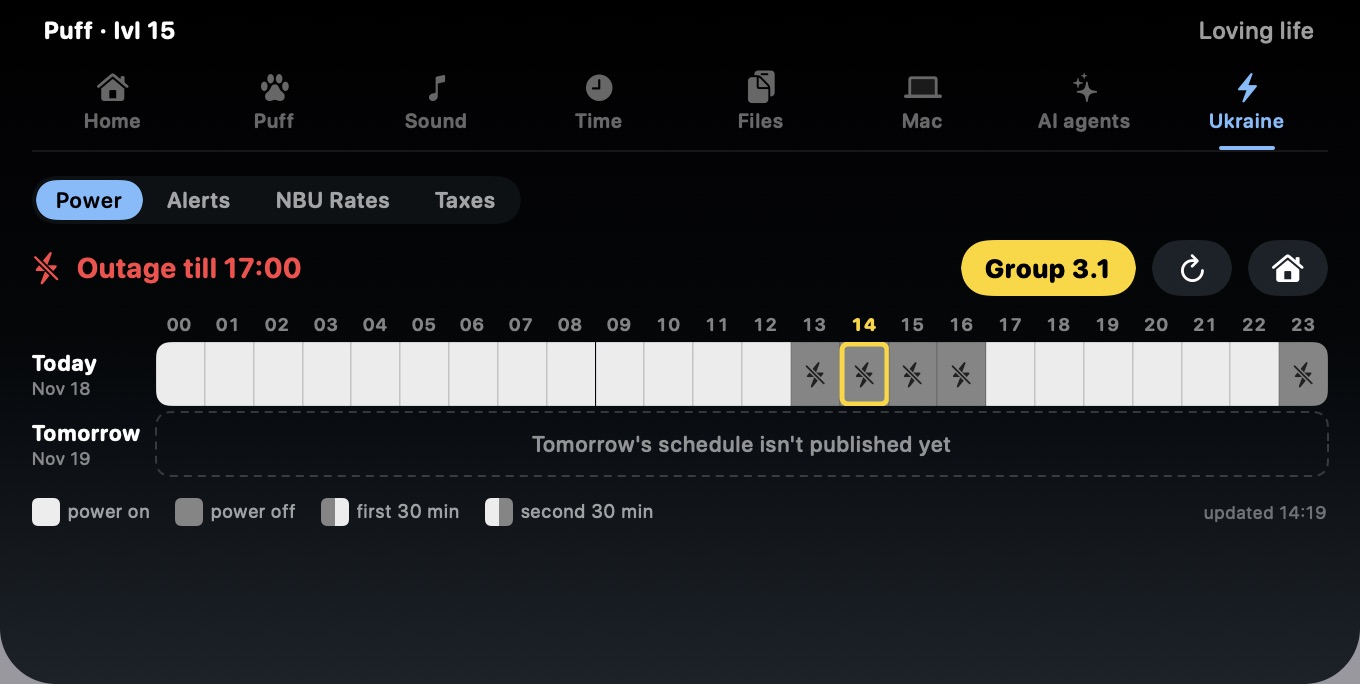 Puff · lvl 15
Loving life
Home Puff Sound Time Files Mac AI agents Ukraine
Power Alerts NBU Rates Taxes
Outage till 17:00
Group 3.1
00 01 02 03 04 05 06 07 08 09 10 11 12 13 14 15 16 17 18 19 20 21 22 23
Today
Nov 18
Tomorrow
Nov 19
Tomorrow's schedule isn't published yet
power on power off first 30 min second 30 min
updated 14:19